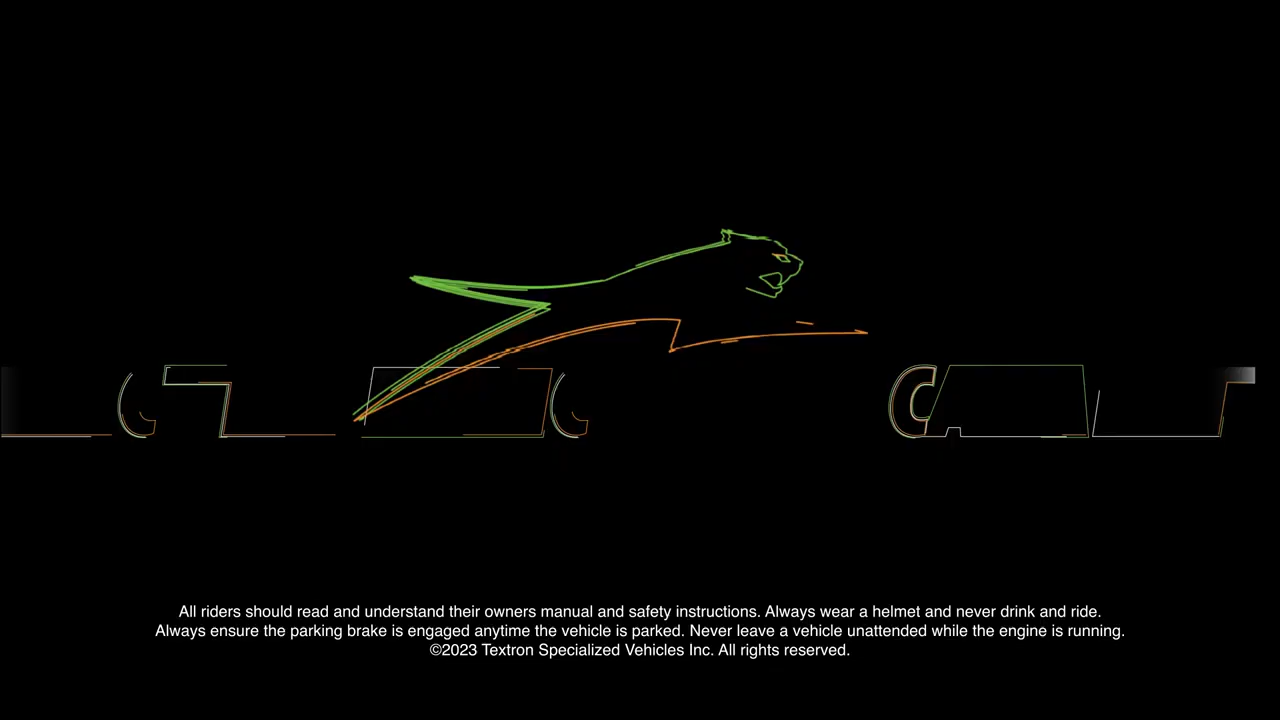 All riders should read and understand their owners manual and safety instructions. Always wear a helmet and never drink and ride.
Always ensure the parking brake is engaged anytime the vehicle is parked. Never leave a vehicle unattended while the engine is running.
©2023 Textron Specialized Vehicles Inc. All rights reserved.